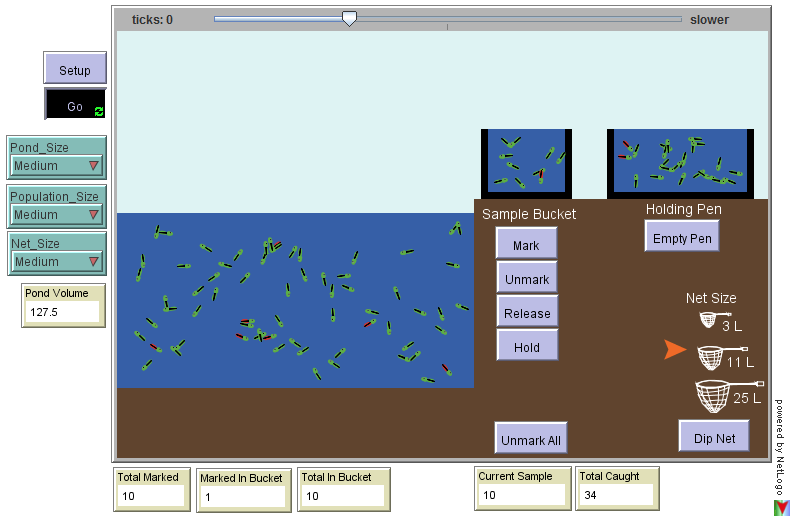 ticks: 0
slower
Setup
Go
Pond_Size
Medium
Population_Size
Medium
Net_Size
Medium
Pond Volume
127.5
Sample Bucket
Mark
Unmark
Release
Hold
Unmark All
Holding Pen
Empty Pen
Net Size
3 L
11 L
25 L
Dip Net
powered by NetLogo
Total Marked
10
Marked In Bucket
1
Total In Bucket
10
Current Sample
10
Total Caught
34